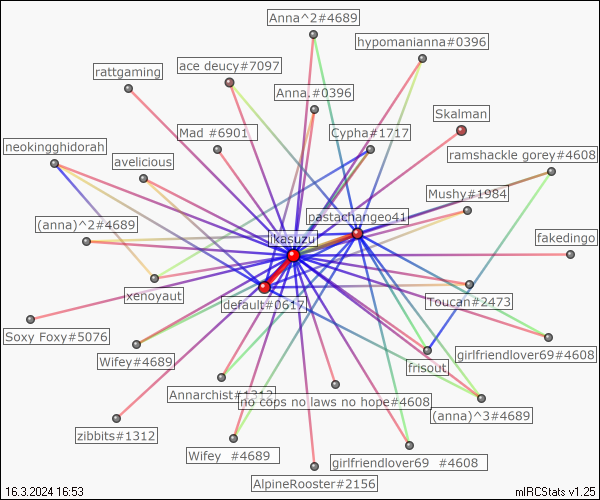 Anna^2#4689
hypomanianna#0396
ace deucy#7097
rattgaming
Anna.#0396
Skalman
Mad #6901
Cypha#1717
neokingghidorah
ramshackle gorey#4608
avelicious
Mushy#1984
pastachangeo41
(anna)^2#4689
ikasuzu
fakedingo
xenoyaut
default#0617
Toucan#2473
Soxy Foxy#5076
Wifey#4689
girlfriendlover69#4608
frisout
Annarchist#1312
no cops no laws no hope#4608
(anna)^3#4689
zibbits#1312
Wifey #4689
girlfriendlover69 #4608
AlpineRooster#2156
16.3.2024 16:53
mIRCStats v1.25